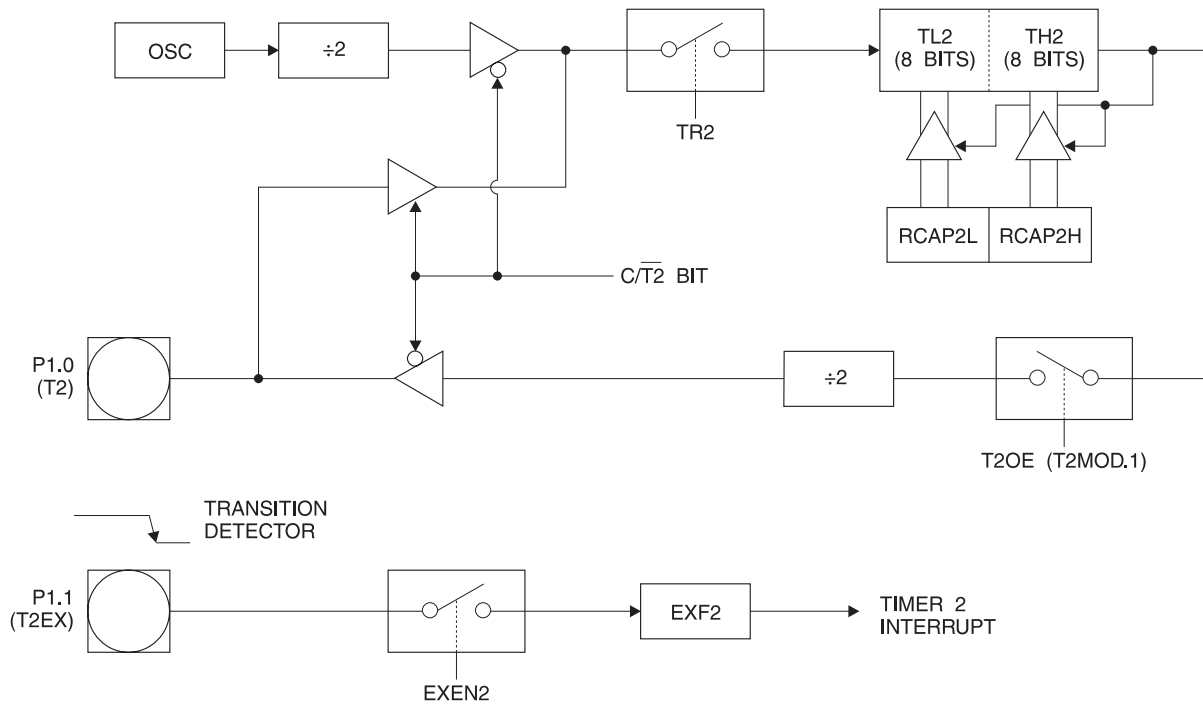 OSC
÷2
TR2
TL2
(8 BITS)
TH2
(8 BITS)
RCAP2L
RCAP2H
C/T2̅ BIT
P1.0
(T2)
÷2
T2OE (T2MOD.1)
TRANSITION
DETECTOR
P1.1
(T2EX)
EXEN2
EXF2
TIMER 2
INTERRUPT